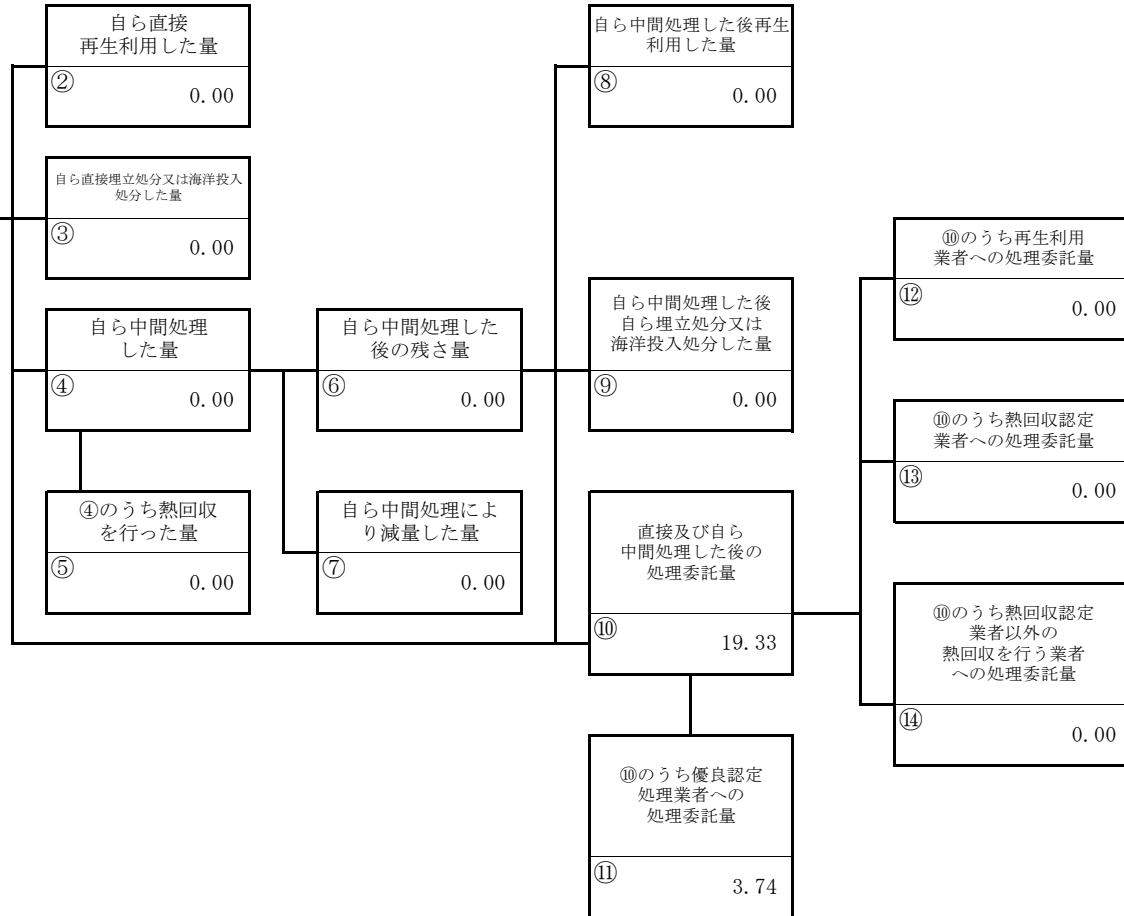 自ら直接
再生利用した量
②
0.00
自ら直接埋立処分又は海洋投入
処分した量
③
0.00
自ら中間処理
した量
④
0.00
④のうち熱回収
を行った量
⑤
0.00
自ら中間処理した
後の残さ量
⑥
0.00
自ら中間処理によ
り減量した量
⑦
0.00
自ら中間処理した後再生
利用した量
⑧
0.00
自ら中間処理した後
自ら埋立処分又は
海洋投入処分した量
⑨
0.00
直接及び自ら
中間処理した後の
処理委託量
⑩
19.33
⑩のうち優良認定
処理業者への
処理委託量
⑪
3.74
⑩のうち再生利用
業者への処理委託量
⑫
0.00
⑩のうち熱回収認定
業者への処理委託量
⑬
0.00
⑩のうち熱回収認定
業者以外の
熱回収を行う業者
への処理委託量
⑭
0.00